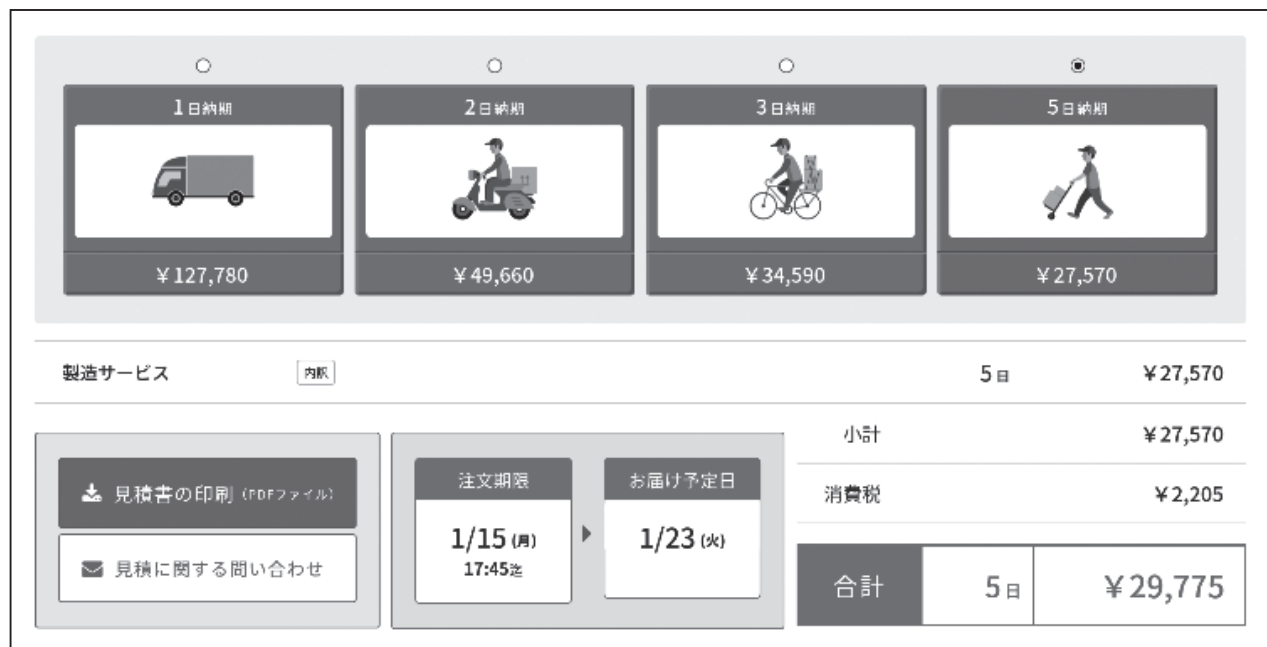 1日納期
2日納期
3日納期
5日納期
¥127,780
¥49,660
¥34,590
¥27,570
製造サービス 内訳 5日 ¥27,570
小計 ¥27,570
消費税 ¥2,205
合計 5日 ¥29,775
見積書の印刷 (PDFファイル)
見積に関する問い合わせ
注文期限
1/15 (月)
17:45迄
お届け予定日
1/23 (火)